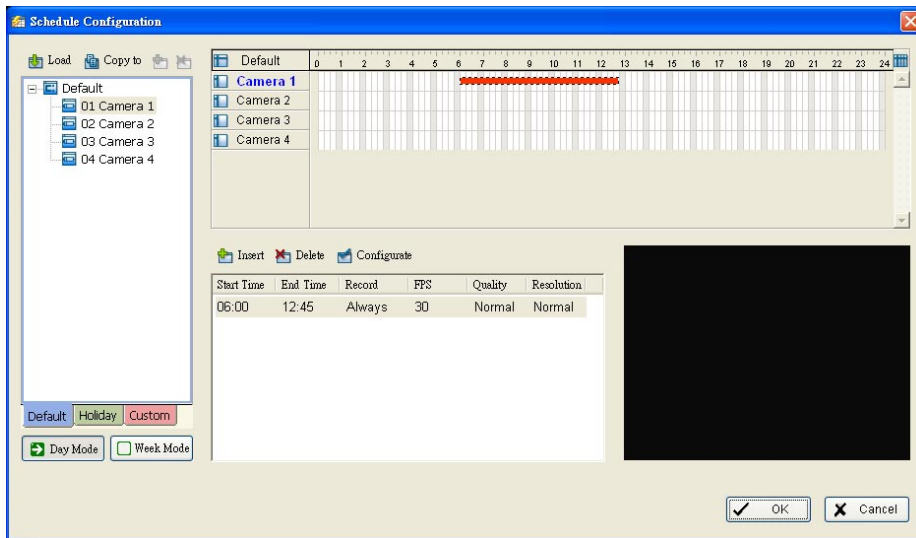 Schedule Configuration
Load Copy to
Default
01 Camera 1
02 Camera 2
03 Camera 3
04 Camera 4
Default Holiday Custom
Day Mode Week Mode
Default 0 1 2 3 4 5 6 7 8 9 10 11 12 13 14 15 16 17 18 19 20 21 22 23 24
Camera 1
Camera 2
Camera 3
Camera 4
Insert Delete Configurate
Start Time End Time Record FPS Quality Resolution
06:00 12:45 Always 30 Normal Normal
OK Cancel